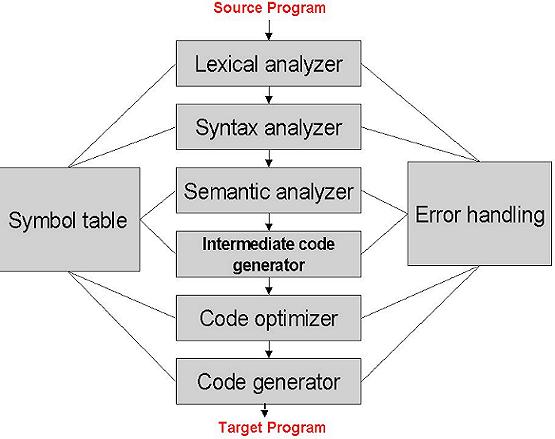 Source Program
Lexical analyzer
Syntax analyzer
Symbol table
Semantic analyzer
Error handling
Intermediate code
generator
Code optimizer
Code generator
Target Program